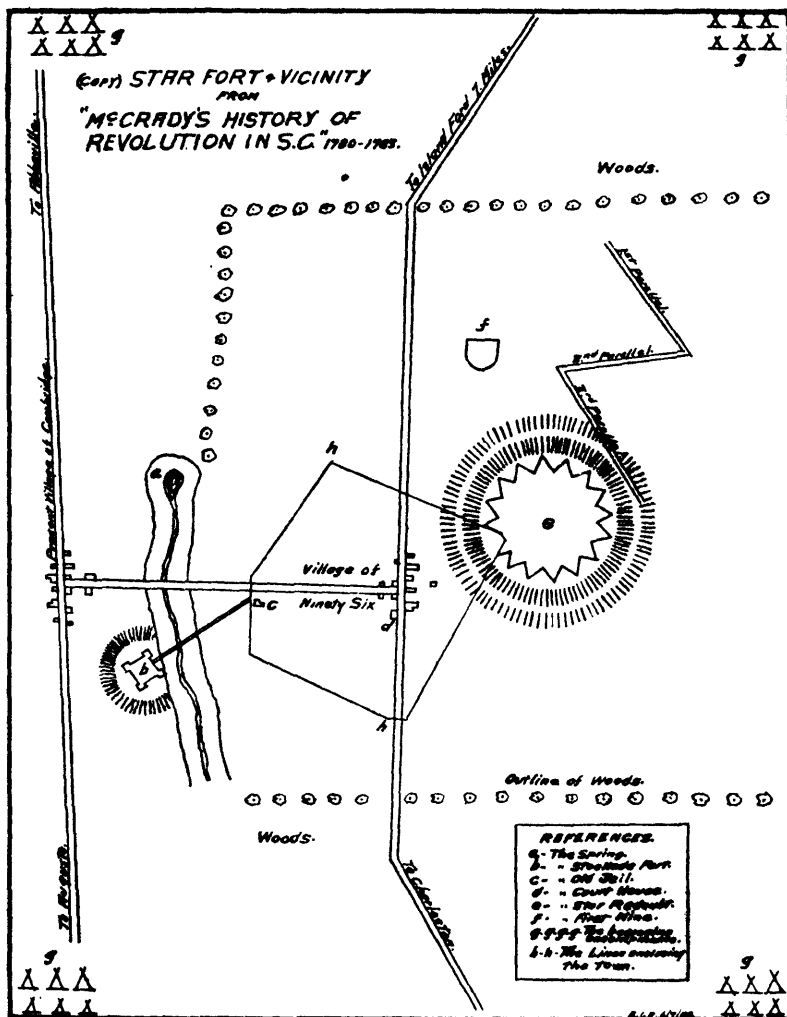 g
g
(COPY) STAR FORT & VICINITY
FROM
"McCRADY'S HISTORY OF
REVOLUTION IN S.C." 1780-1783.
To Abbeville.
To Island Ford 7 Miles.
Woods.
1st Parallel.
2nd Parallel.
3rd Parallel
f
Present Village of Cambridge.
h
a
e
Village of
Ninety Six
c
d
b
h
Outline of Woods.
Woods.
To Augusta.
To Charleston.
REFERENCES.
a- The Spring.
b- " Stockade Fort.
c- " Old Jail.
d- " Court House.
e- " Star Redoubt.
f- " First Mine.
g-g-g-g- The
h-h- The Lines enclosing
the Town.
g
g